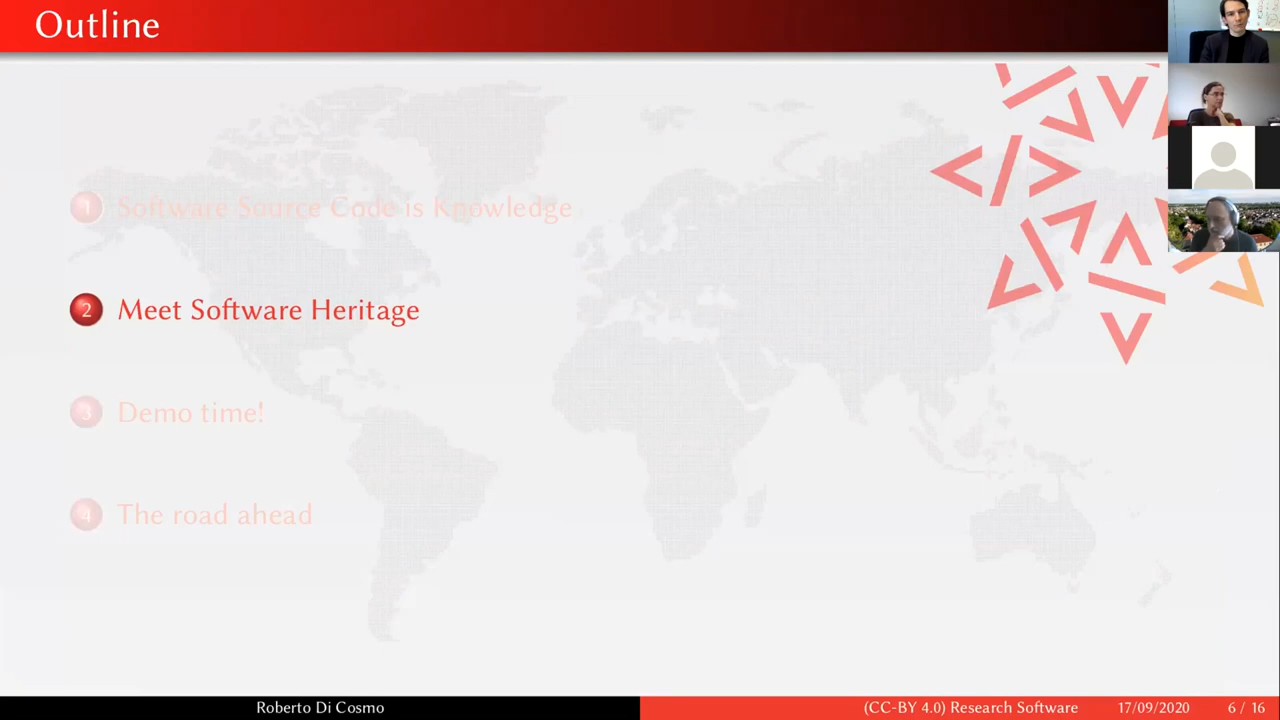 Outline
1 Software Source Code is Knowledge
2 Meet Software Heritage
3 Demo time!
4 The road ahead
Roberto Di Cosmo
(CC-BY 4.0) Research Software 17/09/2020 6 / 16